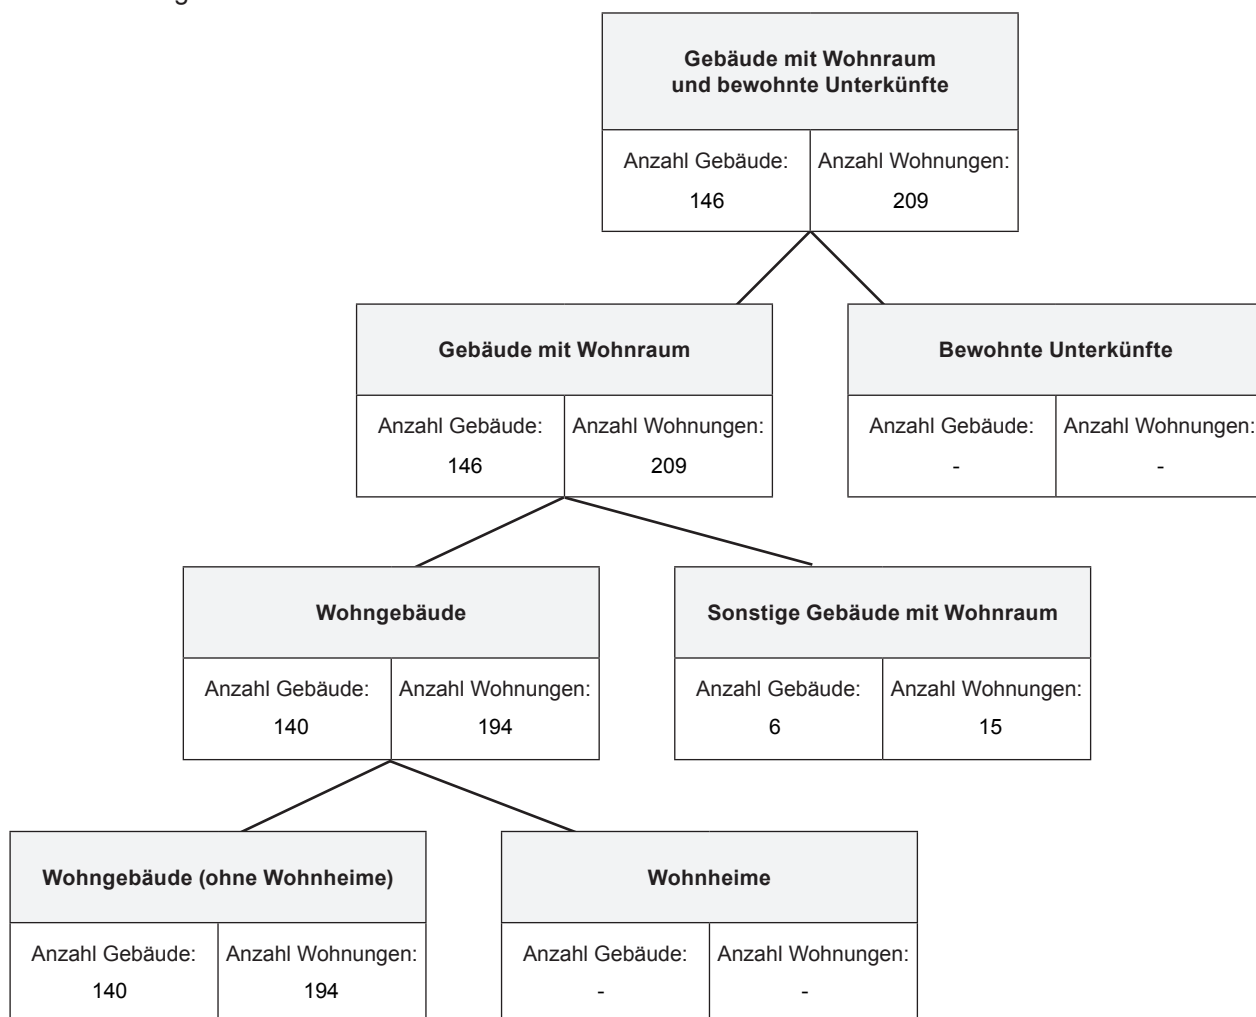 Gebäude mit Wohnraum
und bewohnte Unterkünfte
Anzahl Gebäude: Anzahl Wohnungen:
146 209
Gebäude mit Wohnraum
Bewohnte Unterkünfte
Anzahl Gebäude: Anzahl Wohnungen:
146 209
Anzahl Gebäude: Anzahl Wohnungen:
- -
Wohngebäude
Sonstige Gebäude mit Wohnraum
Anzahl Gebäude: Anzahl Wohnungen:
140 194
Anzahl Gebäude: Anzahl Wohnungen:
6 15
Wohngebäude (ohne Wohnheime)
Wohnheime
Anzahl Gebäude: Anzahl Wohnungen:
140 194
Anzahl Gebäude: Anzahl Wohnungen:
- -